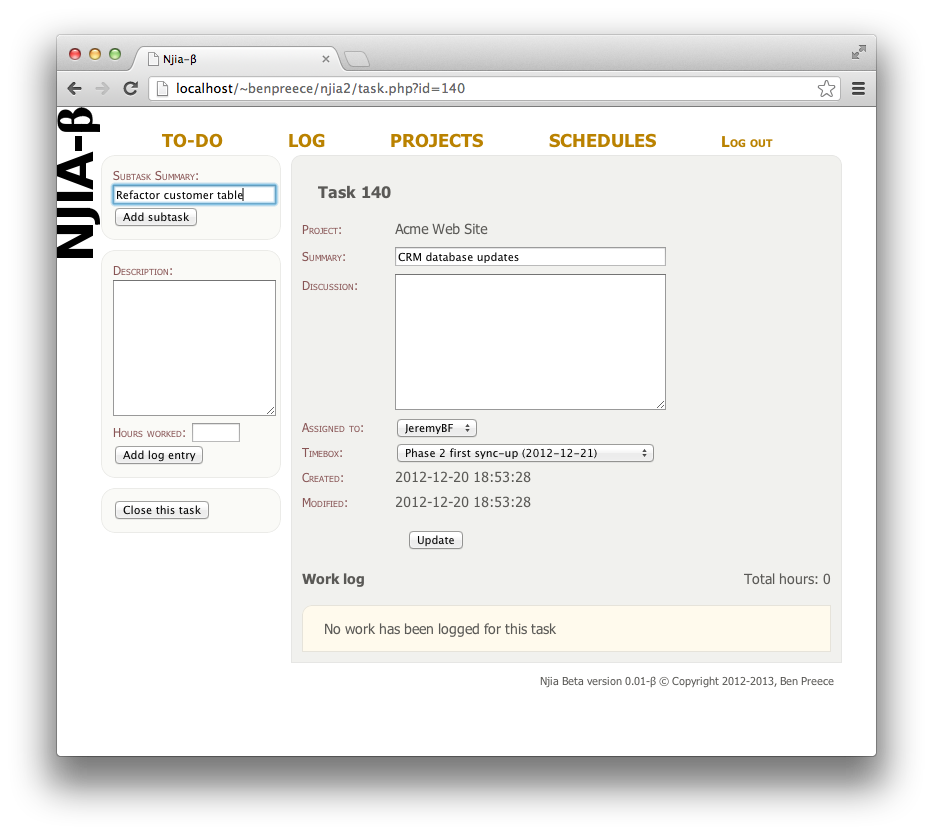 Njia-β
localhost/~benpreece/njia2/task.php?id=140
NJIA-β
TO-DO LOG PROJECTS SCHEDULES LOG OUT
SUBTASK SUMMARY:
Refactor customer table
Add subtask
DESCRIPTION:
HOURS WORKED:
Add log entry
Close this task
Task 140
PROJECT: Acme Web Site
SUMMARY: CRM database updates
DISCUSSION:
ASSIGNED TO: JeremyBF
TIMEBOX: Phase 2 first sync-up (2012-12-21)
CREATED: 2012-12-20 18:53:28
MODIFIED: 2012-12-20 18:53:28
Update
Work log Total hours: 0
No work has been logged for this task
Njia Beta version 0.01-β © Copyright 2012-2013, Ben Preece